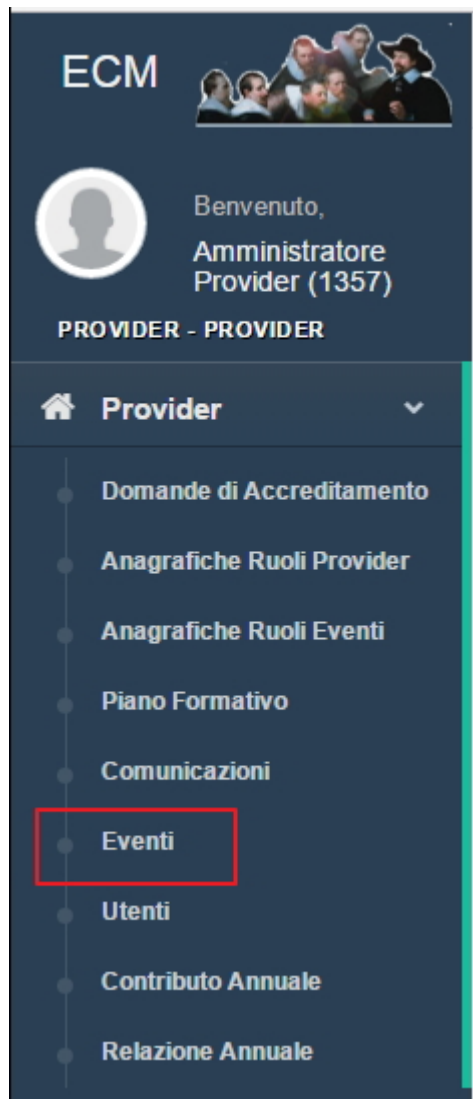 ECM
Benvenuto,
Amministratore
Provider (1357)
PROVIDER - PROVIDER
Provider
Domande di Accreditamento
Anagrafiche Ruoli Provider
Anagrafiche Ruoli Eventi
Piano Formativo
Comunicazioni
Eventi
Utenti
Contributo Annuale
Relazione Annuale